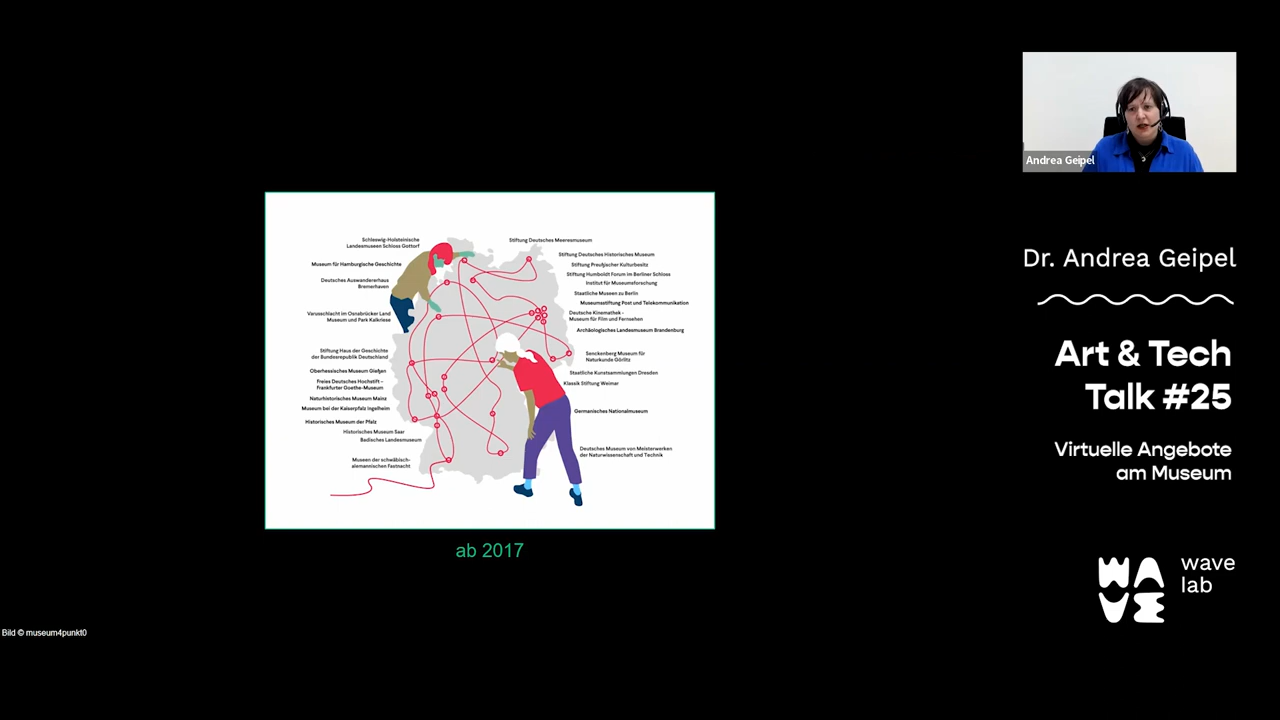 Schleswig-Holsteinische
Landesmuseen Schloss Gottorf
Museum für Hamburgische Geschichte
Deutsches Auswandererhaus
Bremerhaven
Varusschlacht im Osnabrücker Land
Museum und Park Kalkriese
Stiftung Haus der Geschichte
der Bundesrepublik Deutschland
Oberhessisches Museum Gießen
Freies Deutsches Hochstift -
Frankfurter Goethe-Museum
Naturhistorisches Museum Mainz
Museum bei der Kaiserpfalz Ingelheim
Historisches Museum der Pfalz
Historisches Museum Saar
Badisches Landesmuseum
Museen der schwäbisch-
alemannischen Fastnacht
Stiftung Deutsches Meeresmuseum
Stiftung Deutsches Historisches Museum
Stiftung Preußischer Kulturbesitz
Stiftung Humboldt Forum im Berliner Schloss
Institut für Museumsforschung
Staatliche Museen zu Berlin
Museumsstiftung Post und Telekommunikation
Deutsche Kinemathek -
Museum für Film und Fernsehen
Archäologisches Landesmuseum Brandenburg
Senckenberg Museum für
Naturkunde Görlitz
Staatliche Kunstsammlungen Dresden
Klassik Stiftung Weimar
Germanisches Nationalmuseum
Deutsches Museum von Meisterwerken
der Naturwissenschaft und Technik
ab 2017
Bild © museum4punkt0
Andrea Geipel
Dr. Andrea Geipel
Art & Tech
Talk #25
Virtuelle Angebote
am Museum
WAVE
wave
lab